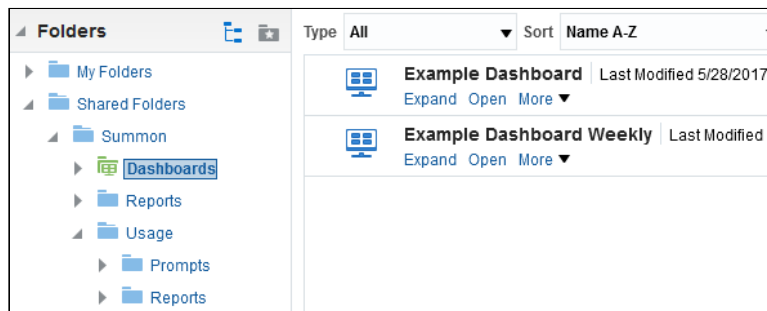 Folders
My Folders
Shared Folders
Summon
Dashboards
Reports
Usage
Prompts
Reports
Type All Sort Name A-Z
Example Dashboard Last Modified 5/28/2017
Expand Open More
Example Dashboard Weekly Last Modified
Expand Open More